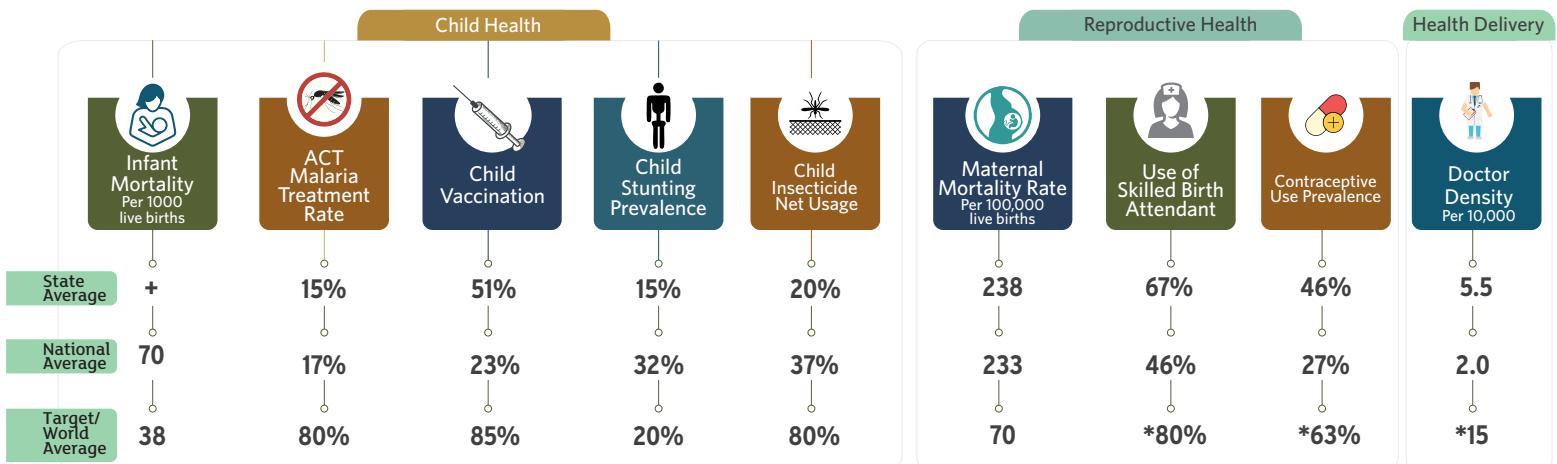 Child Health
Reproductive Health
Health Delivery
Infant
Mortality
Per 1000
live births
ACT
Malaria
Treatment
Rate
Child
Vaccination
Child
Stunting
Prevalence
Child
Insecticide
Net Usage
Maternal
Mortality Rate
Per 100,000
live births
Use of
Skilled Birth
Attendant
Contraceptive
Use Prevalence
Doctor
Density
Per 10,000
State
Average
+ 15% 51% 15% 20% 238 67% 46% 5.5
National
Average
70 17% 23% 32% 37% 233 46% 27% 2.0
Target/
World
Average
38 80% 85% 20% 80% 70 *80% *63% *15